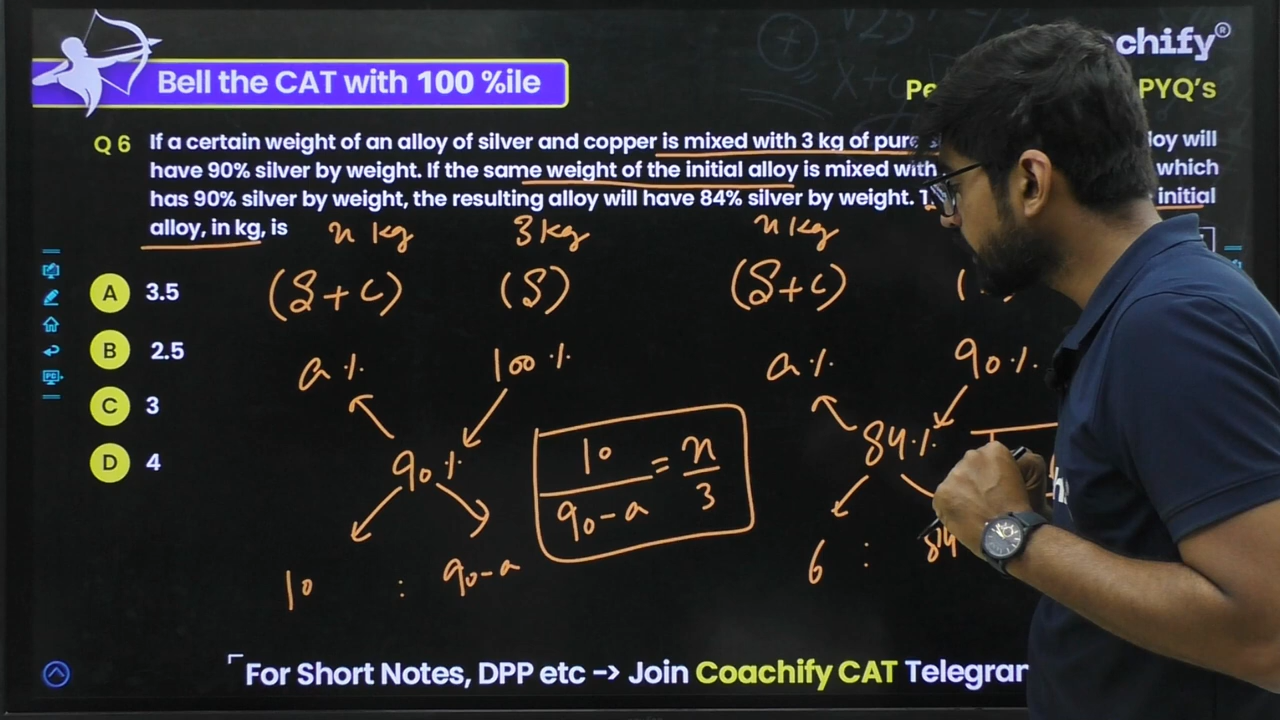 chify®
Bell the CAT with 100 %ile
PYQ's
Q 6 If a certain weight of an alloy of silver and copper is mixed with 3 kg of pure loy will
have 90% silver by weight. If the same weight of the initial alloy is mixed with which
has 90% silver by weight, the resulting alloy will have 84% silver by weight. initial
alloy, in kg, is
n kg 3 kg n kg
A 3.5
(S+C) (S) (S+C)
B 2.5
a % 100 % a % 90 %
C 3
90 % 10/90-a = n/3 84 %
D 4
10 : 90-a 6 : 84
For Short Notes, DPP etc -> Join Coachify CAT Telegram